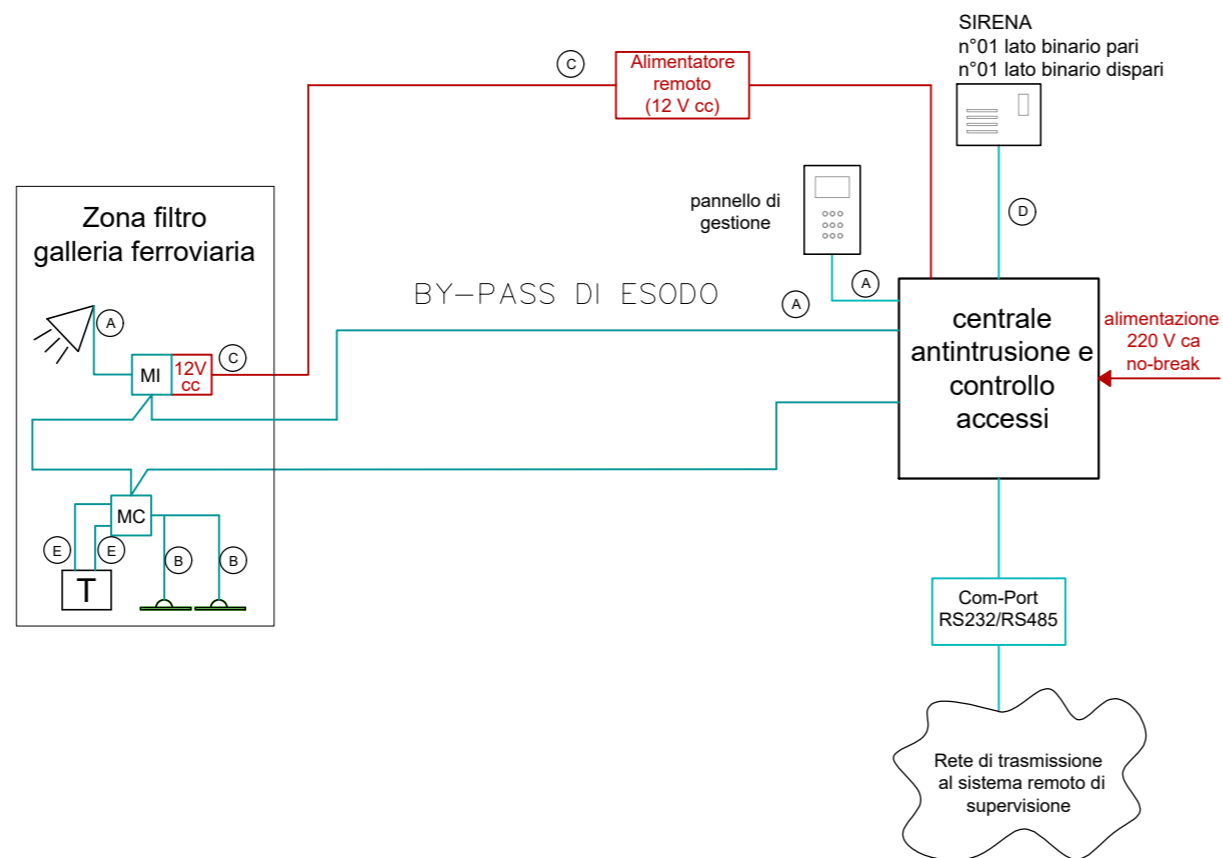 SIRENA
n°01 lato binario pari
n°01 lato binario dispari
C
Alimentatore
remoto
(12 V cc)
pannello di
gestione
D
Zona filtro
galleria ferroviaria
BY-PASS DI ESODO
A
A
A
C
MI
12V
cc
centrale
antintrusione e
controllo
accessi
alimentazione
220 V ca
no-break
MC
E
E
B
B
T
Com-Port
RS232/RS485
Rete di trasmissione
al sistema remoto di
supervisione